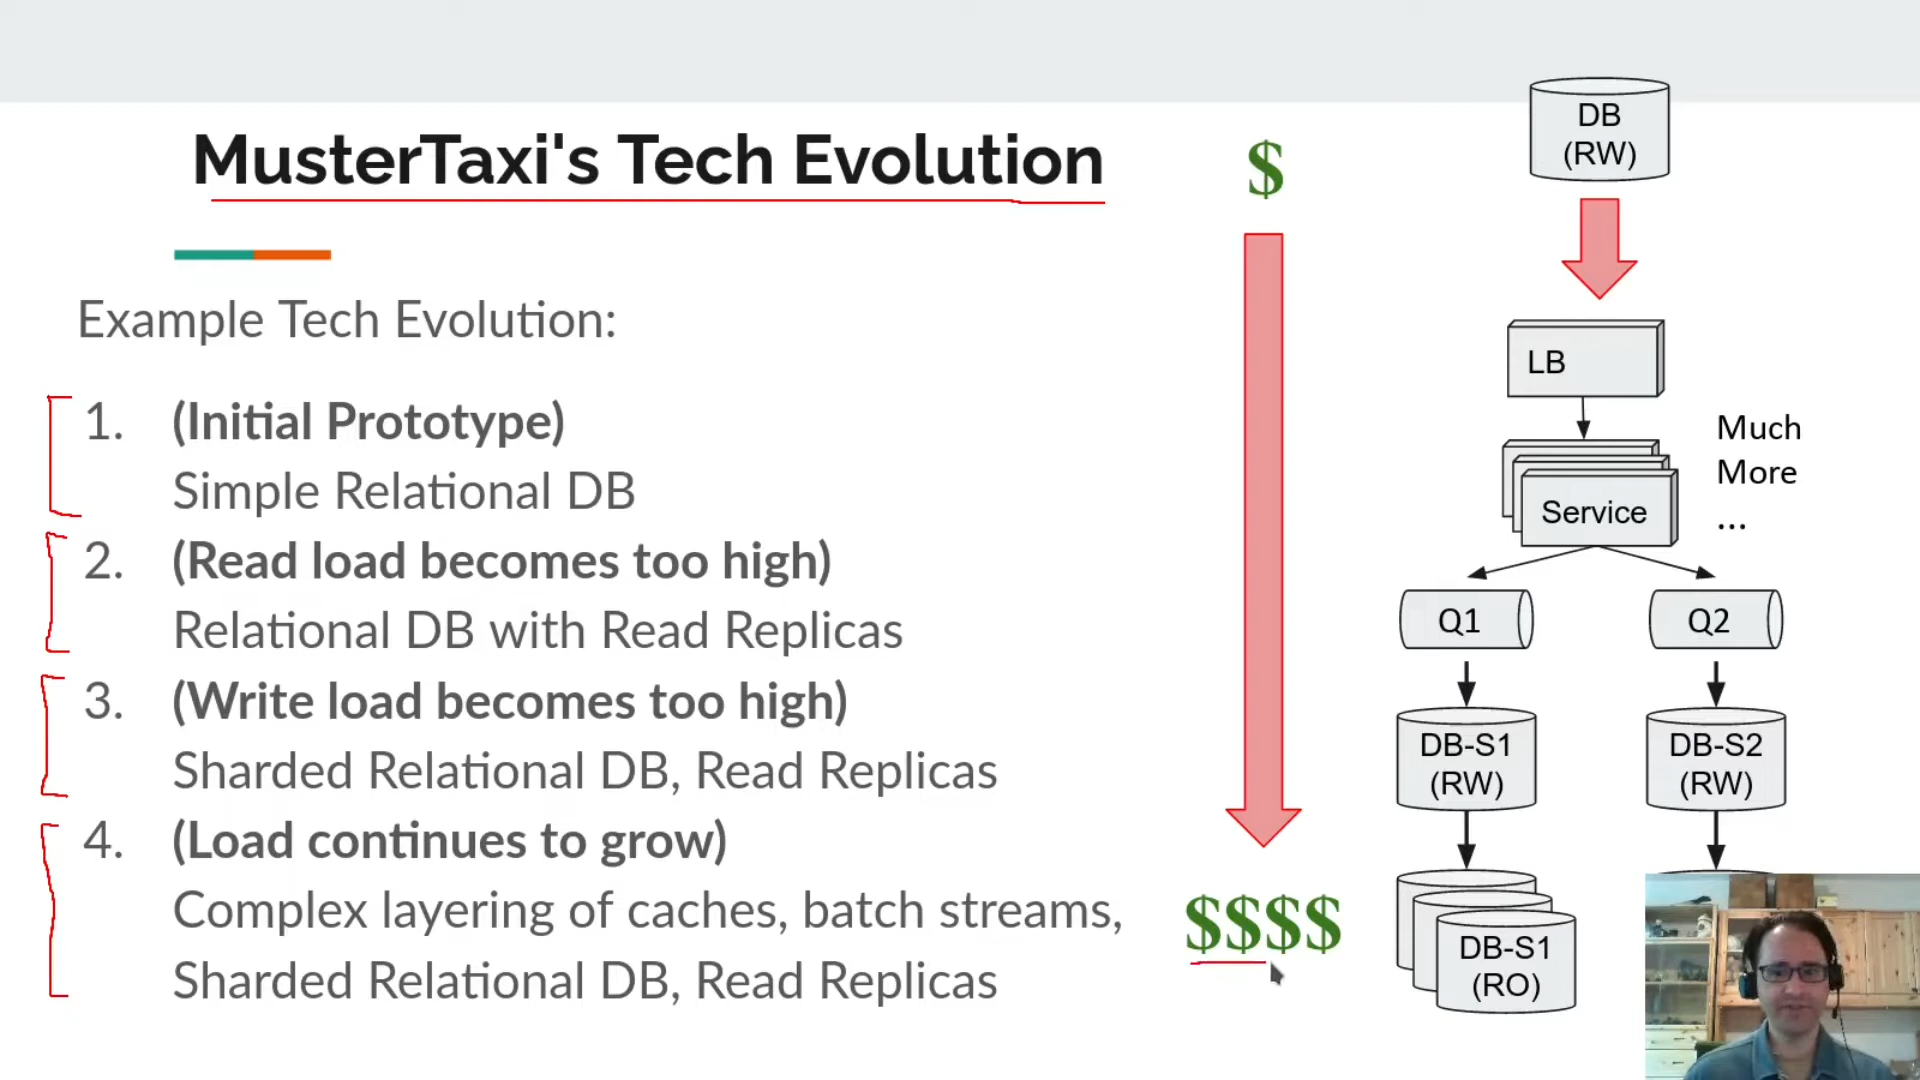 MusterTaxi's Tech Evolution
Example Tech Evolution:
1. (Initial Prototype)
Simple Relational DB
2. (Read load becomes too high)
Relational DB with Read Replicas
3. (Write load becomes too high)
Sharded Relational DB, Read Replicas
4. (Load continues to grow)
Complex layering of caches, batch streams,
Sharded Relational DB, Read Replicas
$
$$$$
DB
(RW)
LB
Service
Much
More
...
Q1
Q2
DB-S1
(RW)
DB-S2
(RW)
DB-S1
(RO)